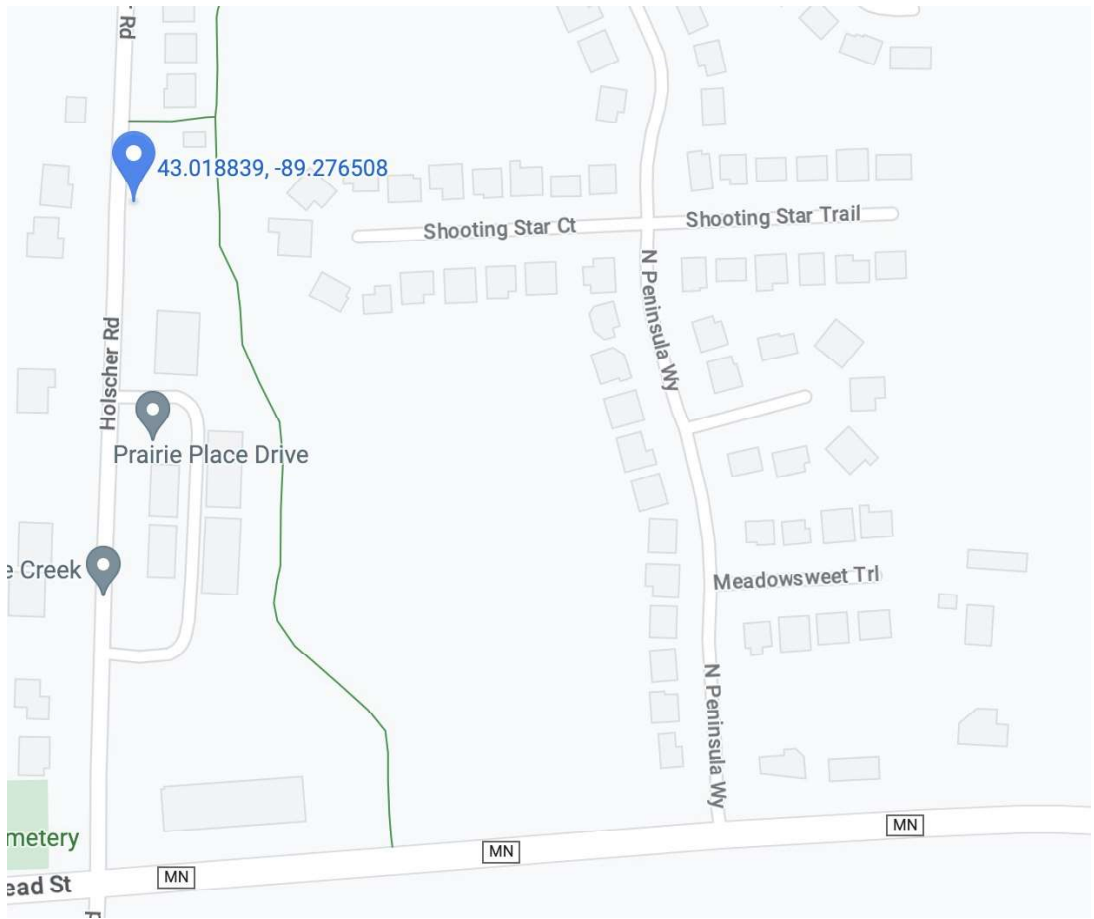 Rd
43.018839, -89.276508
Shooting Star Ct
Shooting Star Trail
N Peninsula Wy
Holscher Rd
Prairie Place Drive
e Creek
Meadowsweet Trl
N Peninsula Wy
metery
MN
MN
MN
ead St